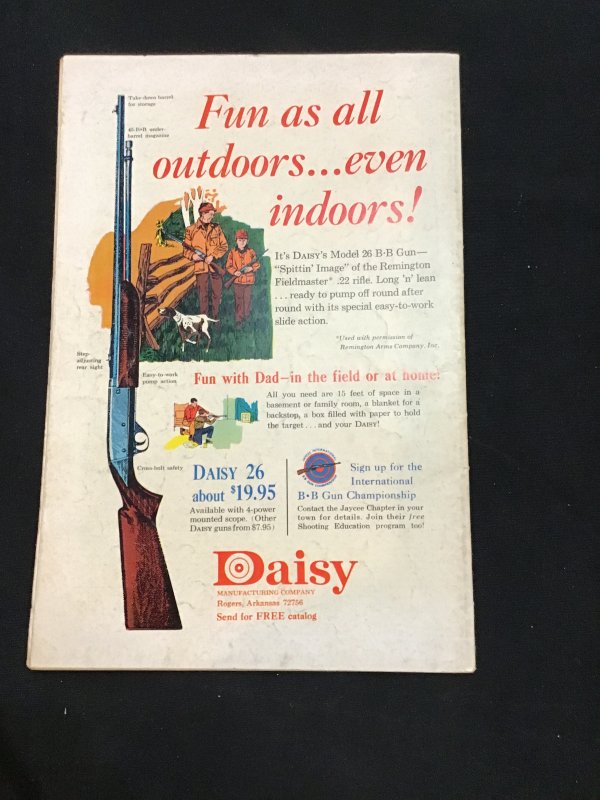 Take-down barrel
for storage
45-B•B under-
barrel magazine
Fun as all
outdoors...even
indoors!
It's DAISY'S Model 26 B·B Gun—
"Spittin' Image" of the Remington
Fieldmaster* .22 rifle. Long 'n' lean
. . . ready to pump off round after
round with its special easy-to-work
slide action.
*Used with permission of
Remington Arms Company, Inc.
Step-
adjusting
rear sight
Easy-to-work
pump action
Fun with Dad—in the field or at home:
All you need are 15 feet of space in a
basement or family room, a blanket for a
backstop, a box filled with paper to hold
the target . . . and your DAISY!
Cross-bolt safety
DAISY 26
about $19.95
Available with 4-power
mounted scope. (Other
DAISY guns from $7.95)
Sign up for the
International
B·B Gun Championship
Contact the Jaycee Chapter in your
town for details. Join their free
Shooting Education program too!
Daisy
MANUFACTURING COMPANY
Rogers, Arkansas 72756
Send for FREE catalog